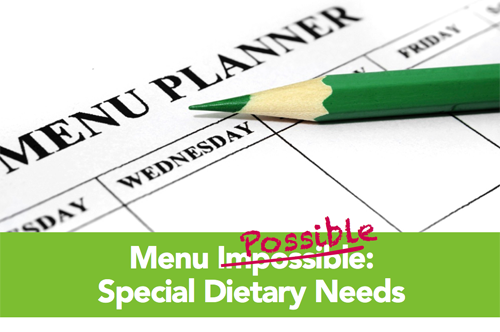 MENU PLANNER
FRIDAY
WEDNESDAY
SDAY
Possible
Menu Impossible:
Special Dietary Needs